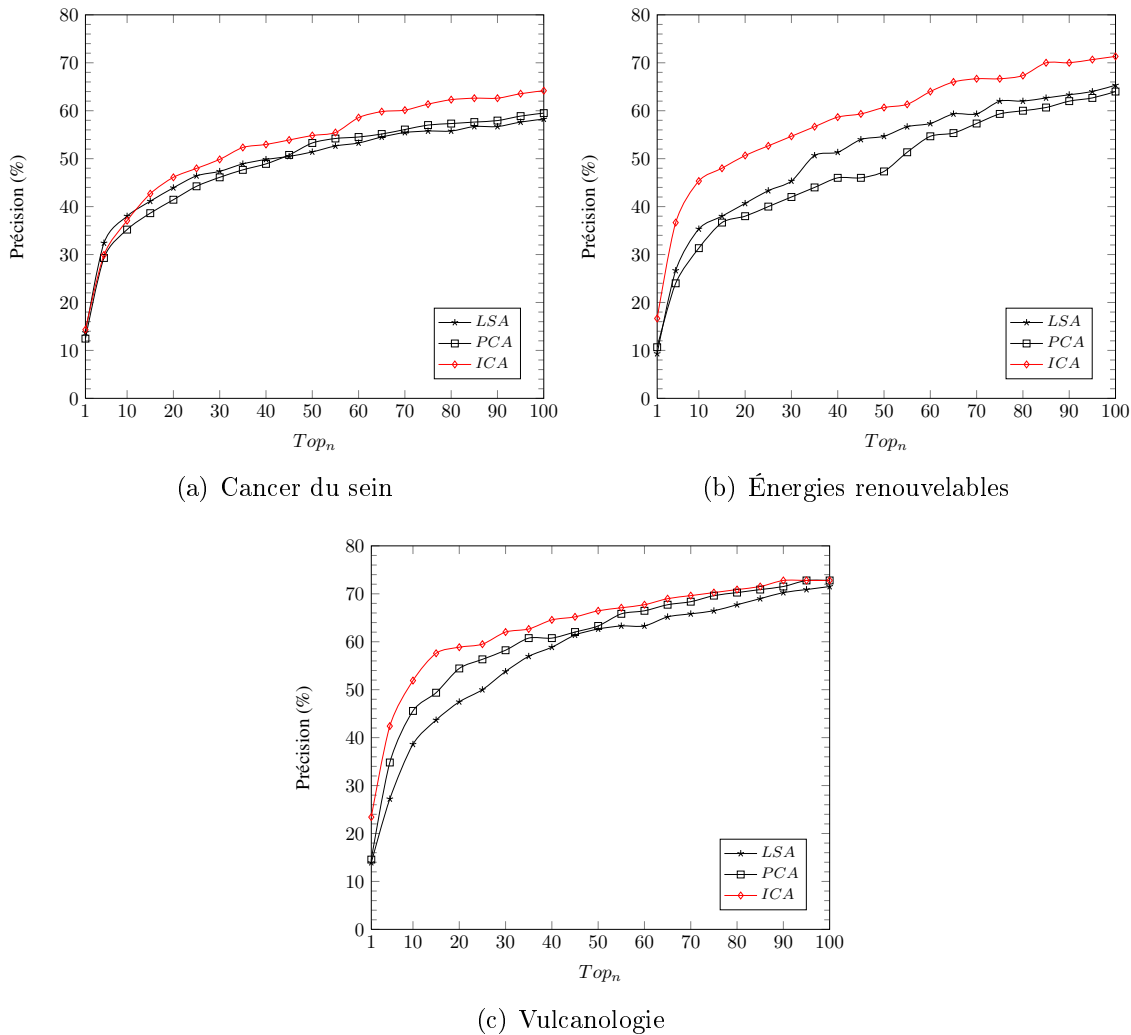 80
70
60
50
40
30
20
10
0
1 10 20 30 40 50 60 70 80 90 100
Précision (%)
Top_n
LSA
PCA
ICA
(a) Cancer du sein
80
70
60
50
40
30
20
10
0
1 10 20 30 40 50 60 70 80 90 100
Précision (%)
Top_n
LSA
PCA
ICA
(b) Énergies renouvelables
80
70
60
50
40
30
20
10
0
1 10 20 30 40 50 60 70 80 90 100
Précision (%)
Top_n
LSA
PCA
ICA
(c) Vulcanologie